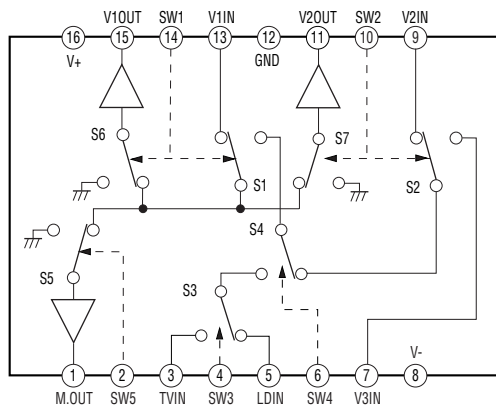 V1OUT SW1 V1IN V2OUT SW2 V2IN
16 15 14 13 12 11 10 9
V+ GND
S6 S7
S1 S2
S4
S5 S3
V-
1 2 3 4 5 6 7 8
M.OUT SW5 TVIN SW3 LDIN SW4 V3IN